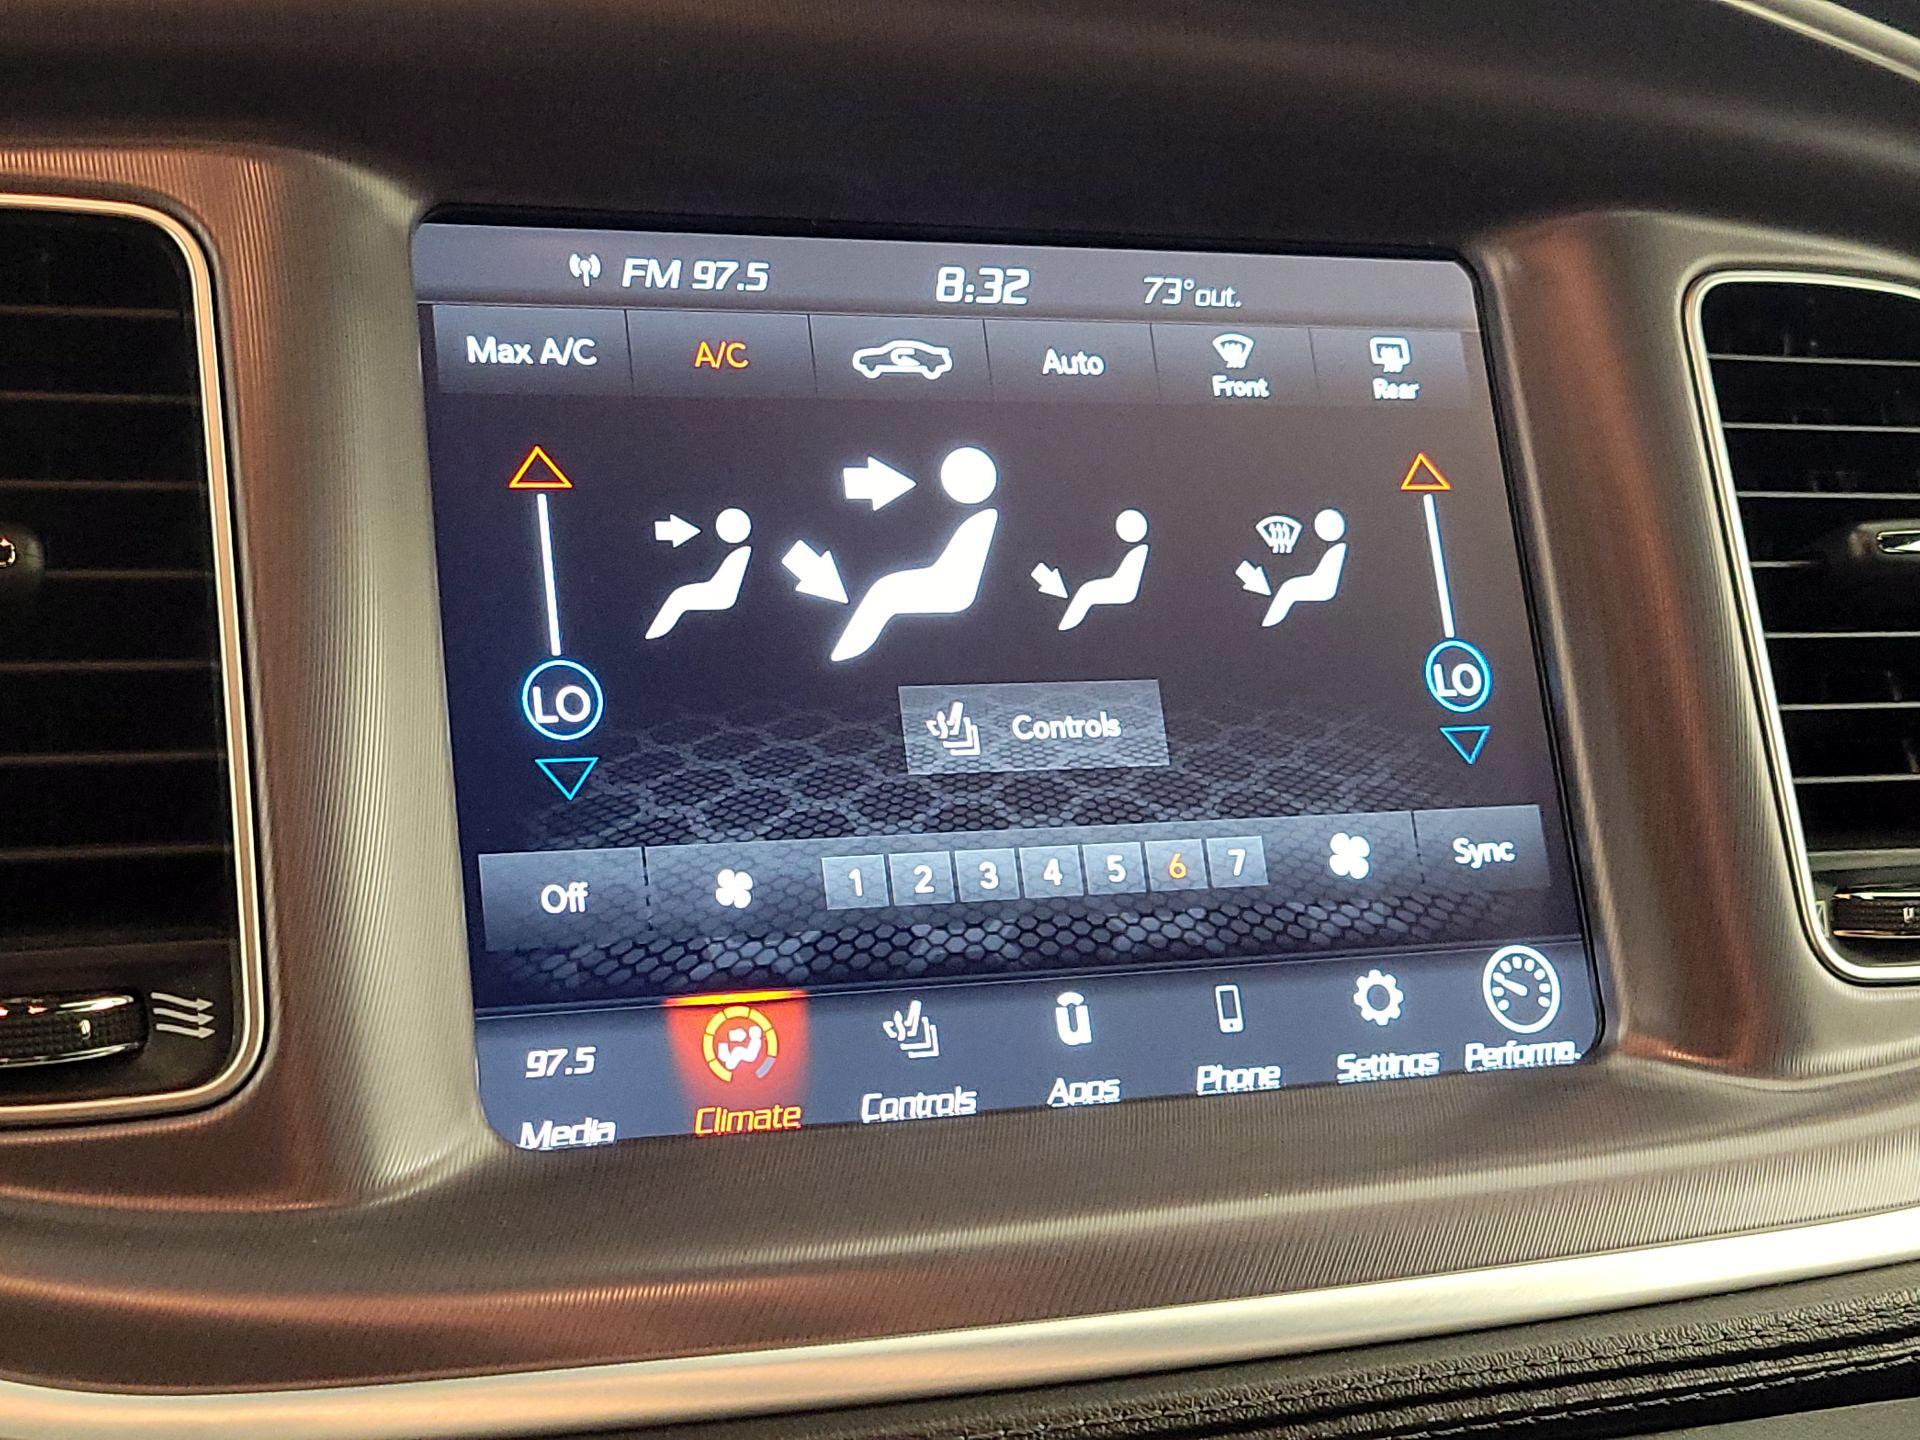 FM 97.5 8:32 73° out.
Max A/C A/C Auto Front Rear
LO LO
Controls
Off 1 2 3 4 5 6 7 Sync
97.5
Media Climate Controls Apps Phone Settings Performa.